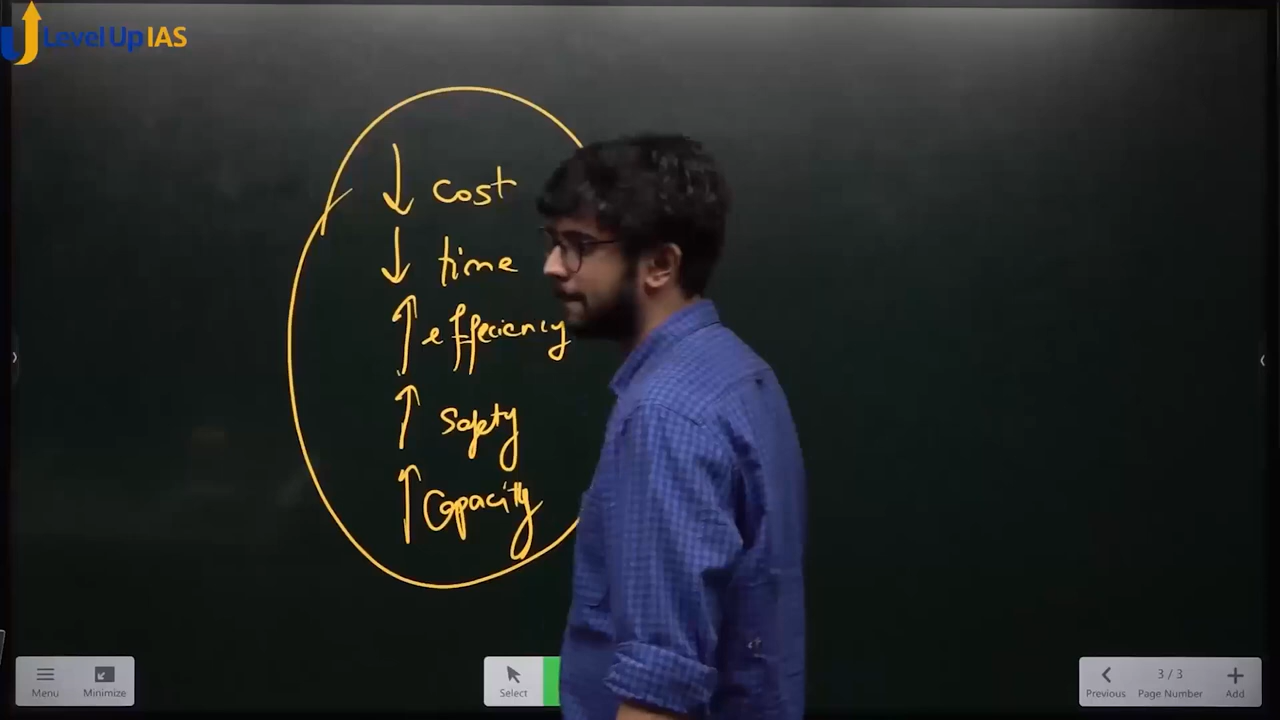 Level Up IAS
↓ cost
↓ time
↑ efficiency
↑ Safety
↑ Capacity
Menu
Minimize
Select
Previous
3 / 3
Page Number
Add